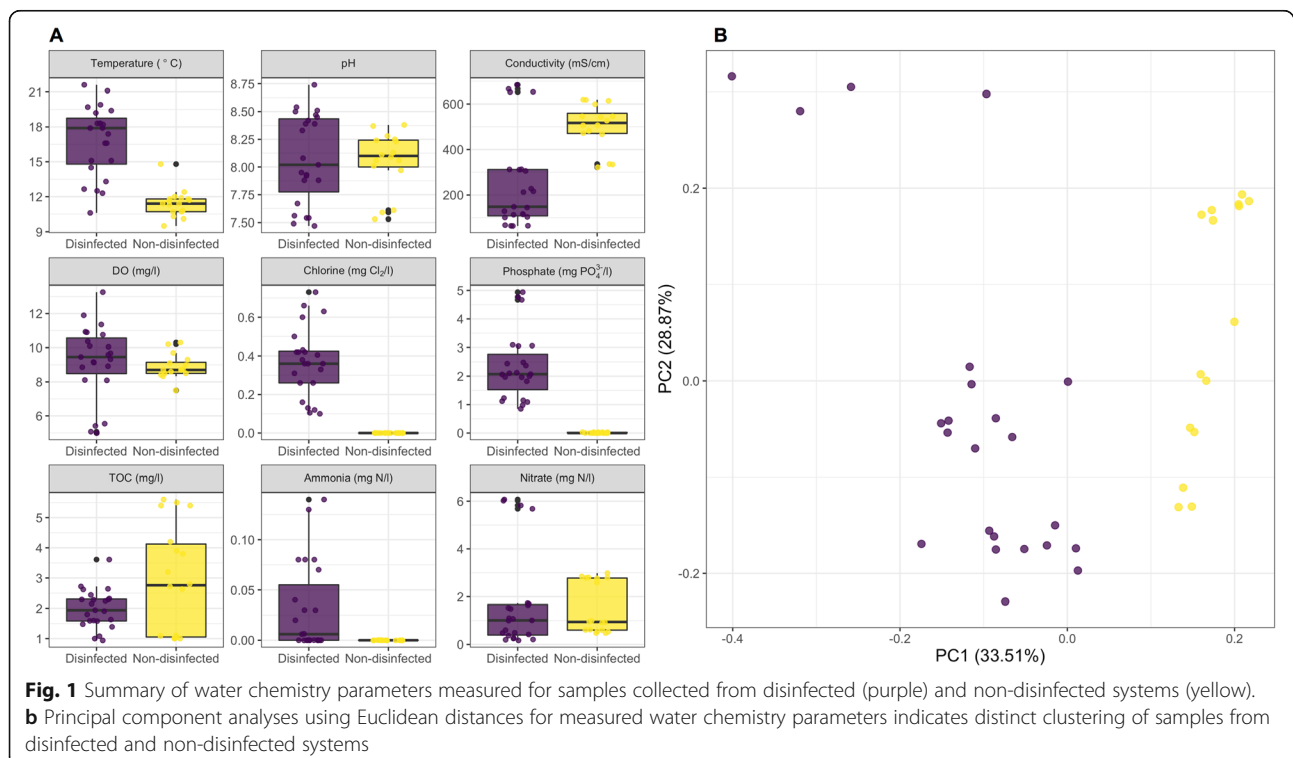 A
B
Temperature ( ° C)
pH
Conductivity (mS/cm)
21
18
15
12
9
8.75
8.50
8.25
8.00
7.75
7.50
600
400
200
Disinfected Non-disinfected
Disinfected Non-disinfected
Disinfected Non-disinfected
DO (mg/l)
Chlorine (mg Cl₂/l)
Phosphate (mg PO₄³⁻/l)
12
10
8
6
0.6
0.4
0.2
0.0
5
4
3
2
1
0
Disinfected Non-disinfected
Disinfected Non-disinfected
Disinfected Non-disinfected
TOC (mg/l)
Ammonia (mg N/l)
Nitrate (mg N/l)
5
4
3
2
1
0.10
0.05
0.00
6
4
2
0
Disinfected Non-disinfected
Disinfected Non-disinfected
Disinfected Non-disinfected
PC2 (28.87%)
0.2
0.0
-0.2
-0.4 -0.2 0.0 0.2
PC1 (33.51%)
Fig. 1 Summary of water chemistry parameters measured for samples collected from disinfected (purple) and non-disinfected systems (yellow).
b Principal component analyses using Euclidean distances for measured water chemistry parameters indicates distinct clustering of samples from
disinfected and non-disinfected systems